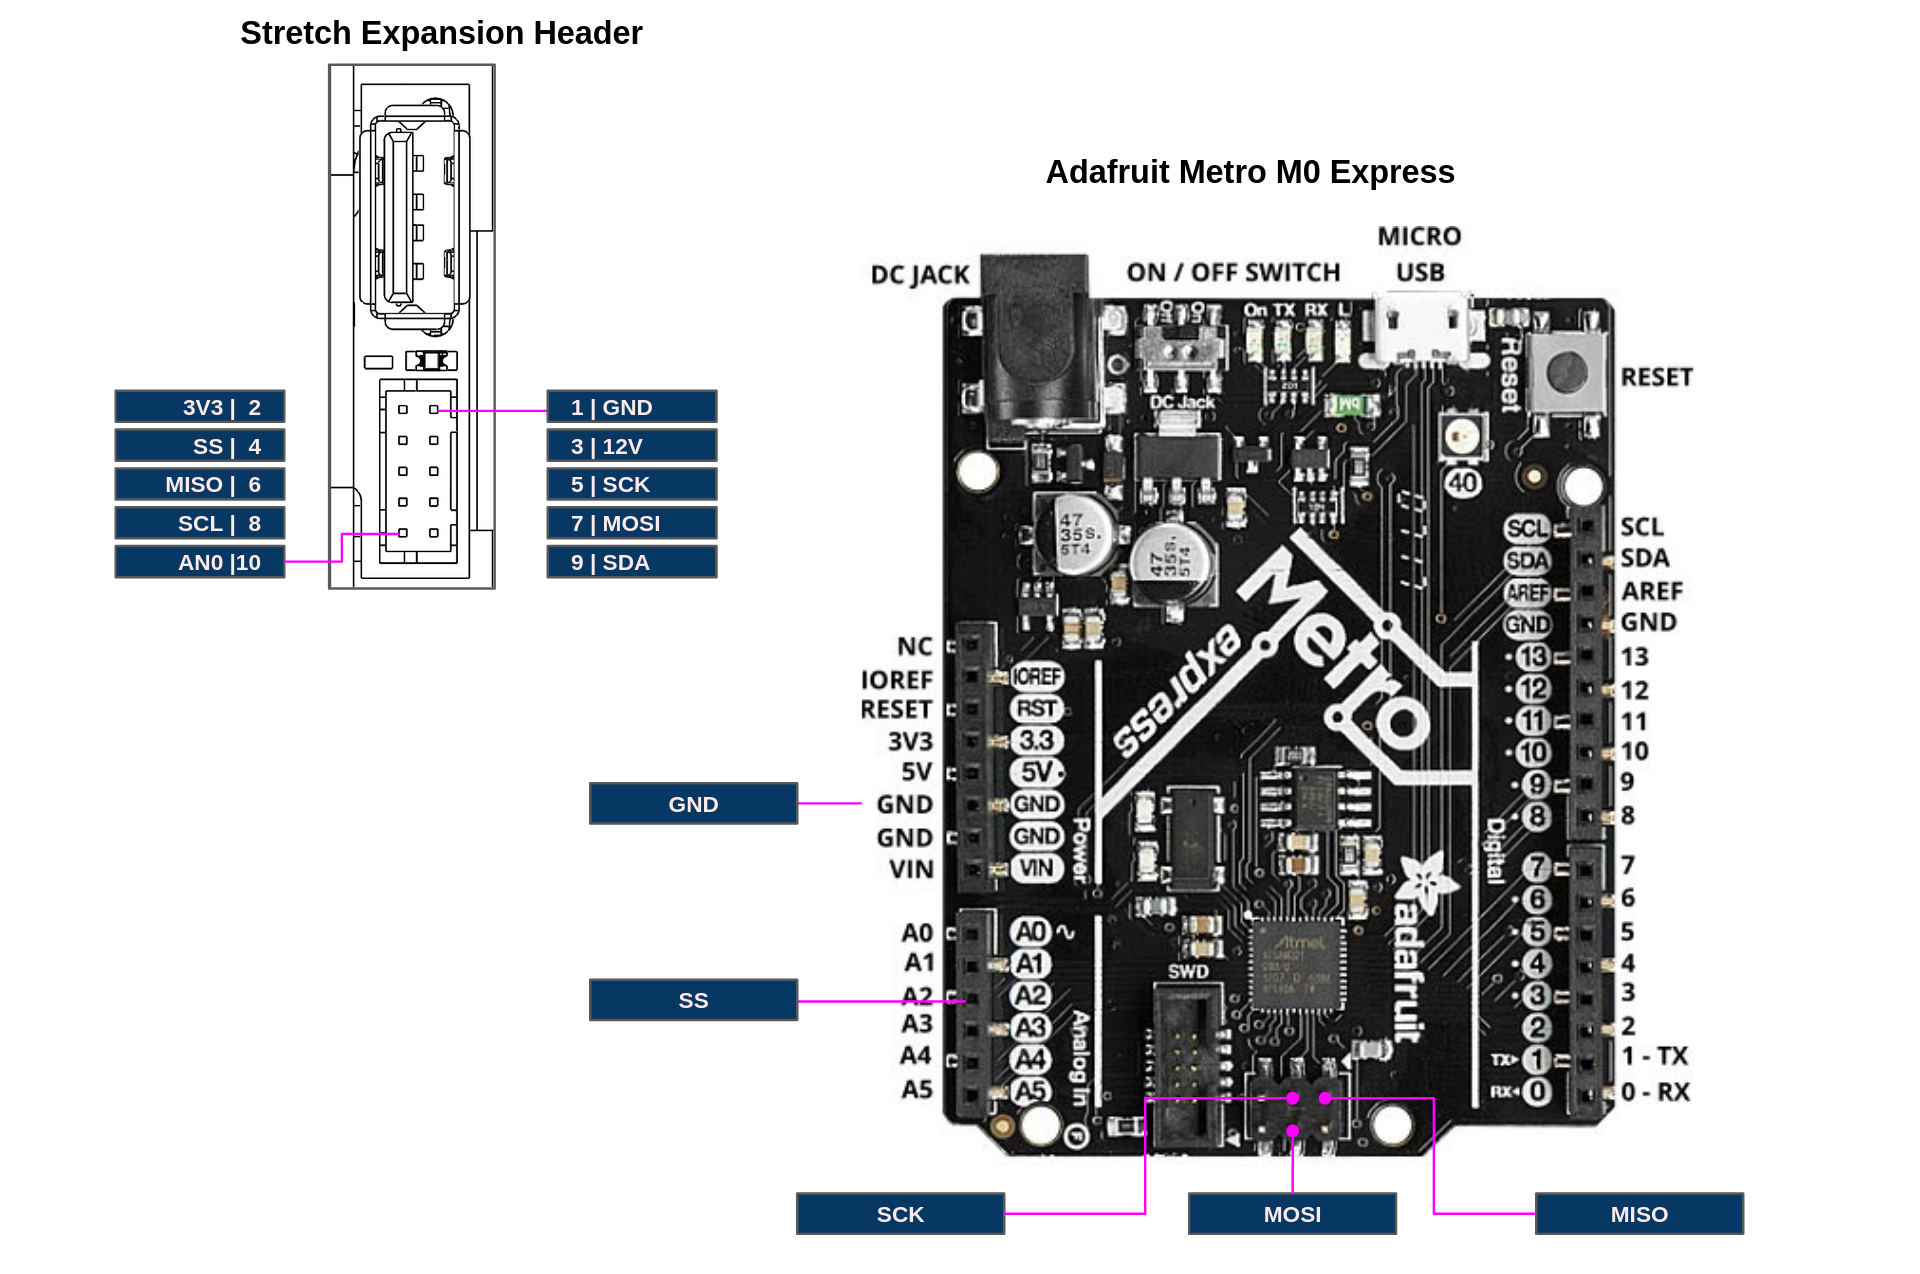 Stretch Expansion Header
Adafruit Metro M0 Express
3V3 | 2
SS | 4
MISO | 6
SCL | 8
AN0 |10
1 | GND
3 | 12V
5 | SCK
7 | MOSI
9 | SDA
DC JACK
ON / OFF SWITCH
MICRO
USB
RESET
On TX RX L
Reset
DC Jack
40
47
35s.
5T4
47
35s.
5T4
Metro
express
NC
IOREF
RESET
3V3
5V
GND
GND
VIN
IOREF
RST
3.3
5V
GND
GND
VIN
Power
A0
A1
A2
A3
A4
A5
A0
A1
A2
A3
A4
A5
Analog In
SCL
SDA
AREF
GND
13
12
11
10
9
8
7
6
5
4
3
2
TX 1
RX 0
Digital
SCL
SDA
AREF
GND
13
12
11
10
9
8
7
6
5
4
3
2
1 - TX
0 - RX
adafruit
Atmel
SWD
GND
SS
SCK
MOSI
MISO